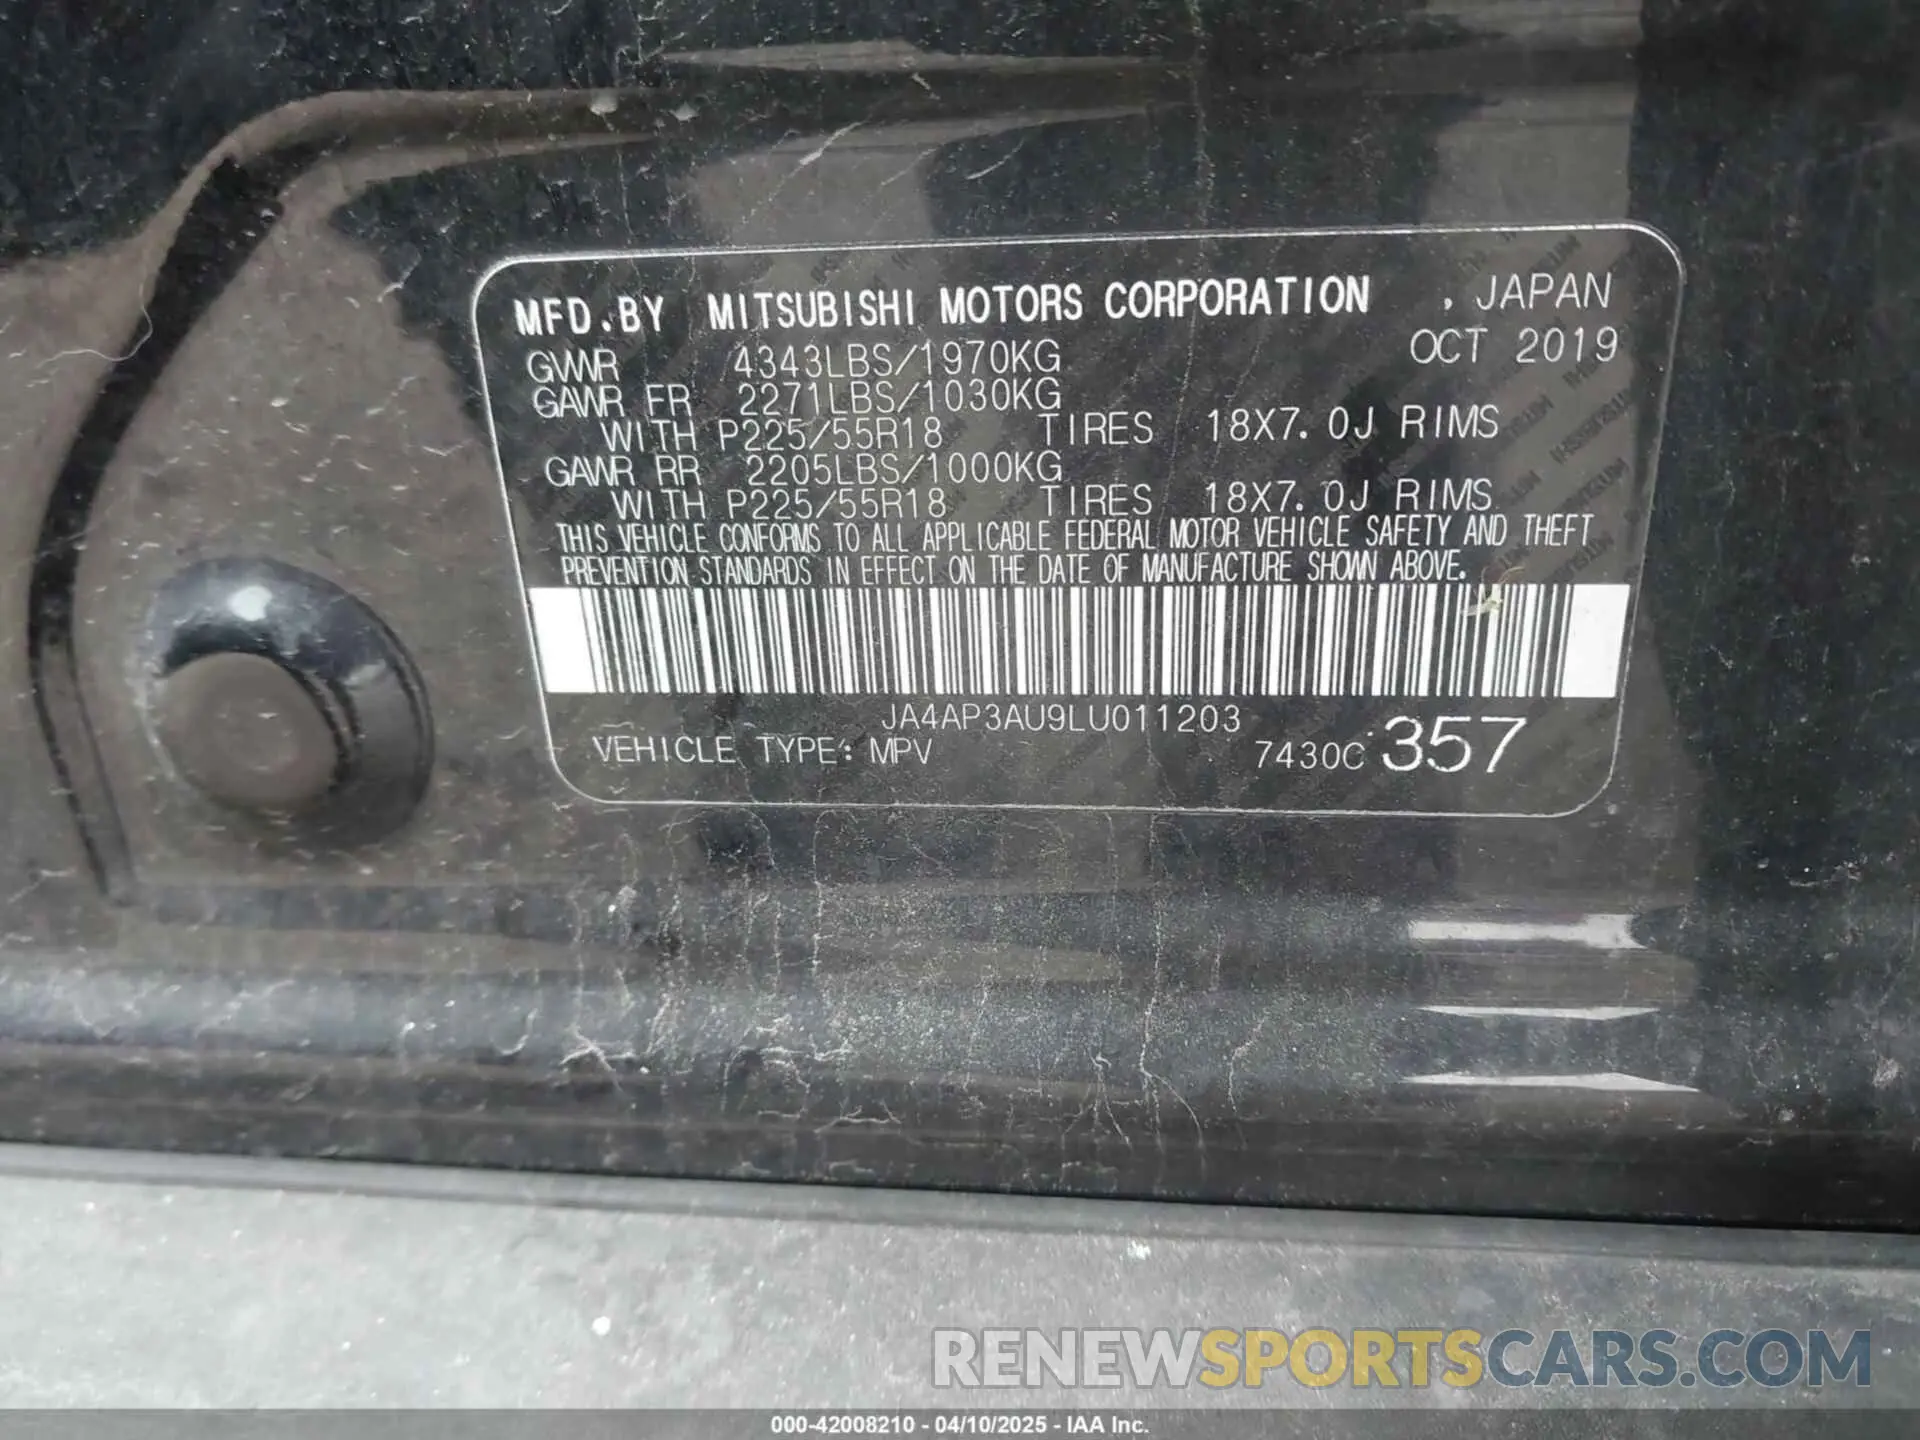 MFD.BY MITSUBISHI MOTORS CORPORATION , JAPAN
OCT 2019
GVWR 4343LBS/1970KG
GAWR FR 2271LBS/1030KG
WITH P225/55R18 TIRES 18X7.0J RIMS
GAWR RR 2205LBS/1000KG
WITH P225/55R18 TIRES 18X7.0J RIMS
THIS VEHICLE CONFORMS TO ALL APPLICABLE FEDERAL MOTOR VEHICLE SAFETY AND THEFT
PREVENTION STANDARDS IN EFFECT ON THE DATE OF MANUFACTURE SHOWN ABOVE.
JA4AP3AU9LU011203
VEHICLE TYPE: MPV 7430C 357
RENEWSPORTSCARS.COM
000-42008210 - 04/10/2025 - IAA Inc.